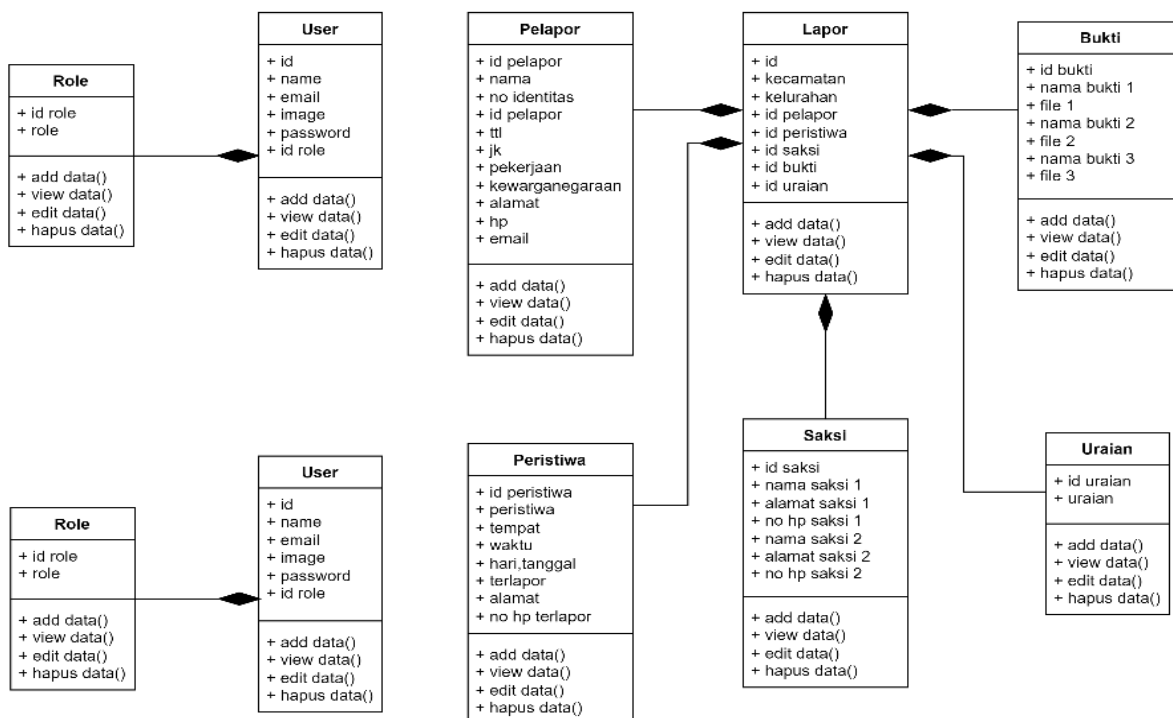 Role
+ id role
+ role
+ add data()
+ view data()
+ edit data()
+ hapus data()
User
+ id
+ name
+ email
+ image
+ password
+ id role
+ add data()
+ view data()
+ edit data()
+ hapus data()
Pelapor
+ id pelapor
+ nama
+ no identitas
+ id pelapor
+ ttl
+ jk
+ pekerjaan
+ kewarganegaraan
+ alamat
+ hp
+ email
+ add data()
+ view data()
+ edit data()
+ hapus data()
Lapor
+ id
+ kecamatan
+ kelurahan
+ id pelapor
+ id peristiwa
+ id saksi
+ id bukti
+ id uraian
+ add data()
+ view data()
+ edit data()
+ hapus data()
Bukti
+ id bukti
+ nama bukti 1
+ file 1
+ nama bukti 2
+ file 2
+ nama bukti 3
+ file 3
+ add data()
+ view data()
+ edit data()
+ hapus data()
Role
+ id role
+ role
+ add data()
+ view data()
+ edit data()
+ hapus data()
User
+ id
+ name
+ email
+ image
+ password
+ id role
+ add data()
+ view data()
+ edit data()
+ hapus data()
Peristiwa
+ id peristiwa
+ peristiwa
+ tempat
+ waktu
+ hari,tanggal
+ terlapor
+ alamat
+ no hp terlapor
+ add data()
+ view data()
+ edit data()
+ hapus data()
Saksi
+ id saksi
+ nama saksi 1
+ alamat saksi 1
+ no hp saksi 1
+ nama saksi 2
+ alamat saksi 2
+ no hp saksi 2
+ add data()
+ view data()
+ edit data()
+ hapus data()
Uraian
+ id uraian
+ uraian
+ add data()
+ view data()
+ edit data()
+ hapus data()